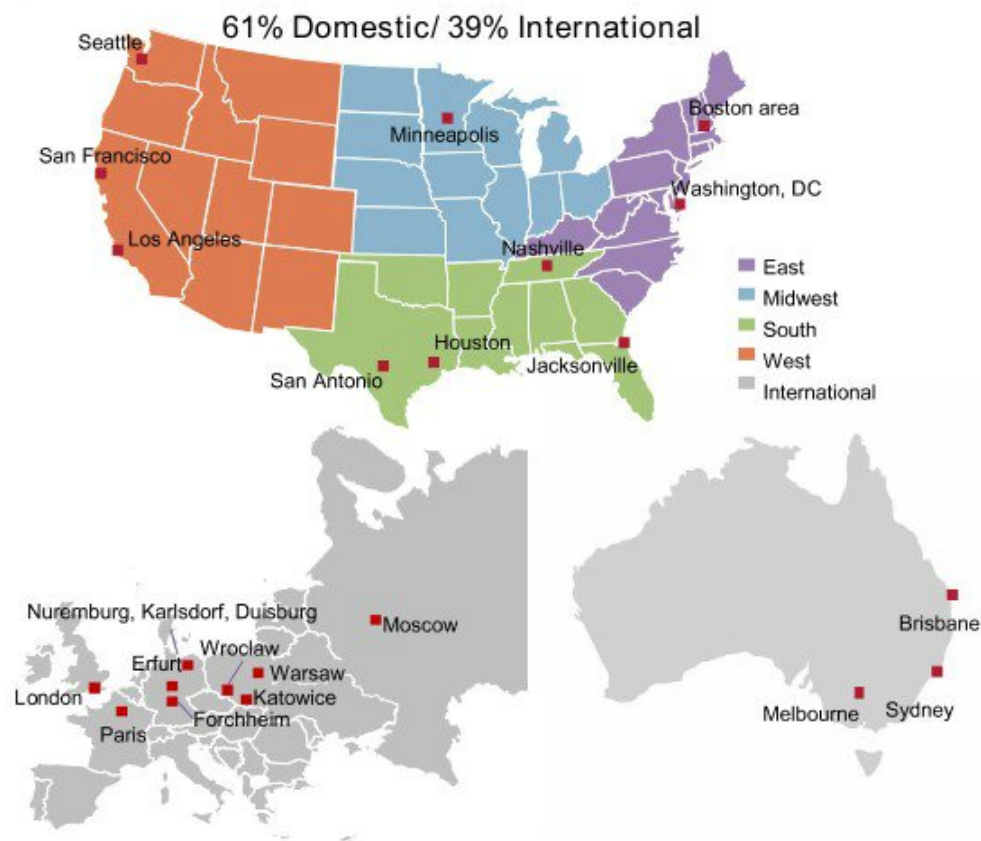 61% Domestic/ 39% International
Seattle
Boston area
Minneapolis
San Francisco
Washington, DC
Los Angeles
Nashville
East
Midwest
South
West
International
Houston
San Antonio
Jacksonville
Nuremburg, Karlsdorf, Duisburg
Moscow
Wroclaw
Erfurt
Warsaw
London
Katowice
Forchheim
Paris
Brisbane
Melbourne
Sydney